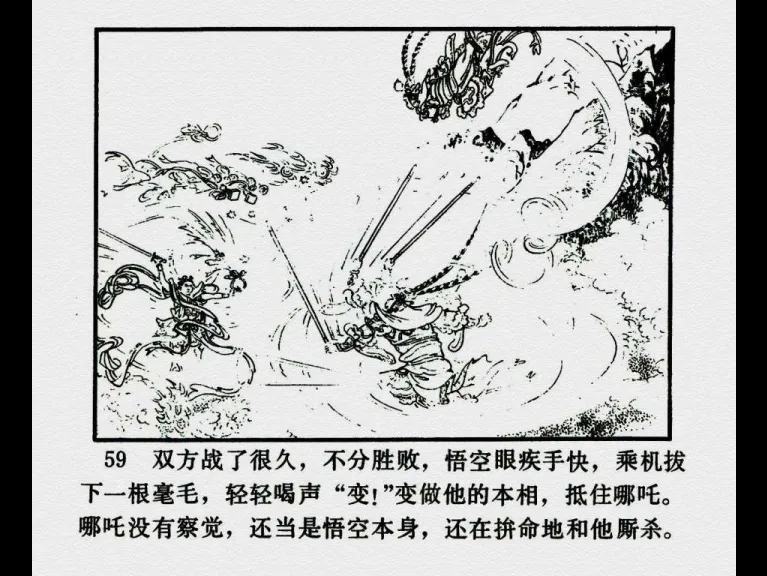 59 双方战了很久，不分胜败，悟空眼疾手快，乘机拔
下一根毫毛，轻轻喝声“变！”变做他的本相，抵住哪吒。
哪吒没有察觉，还当是悟空本身，还在拚命地和他厮杀。